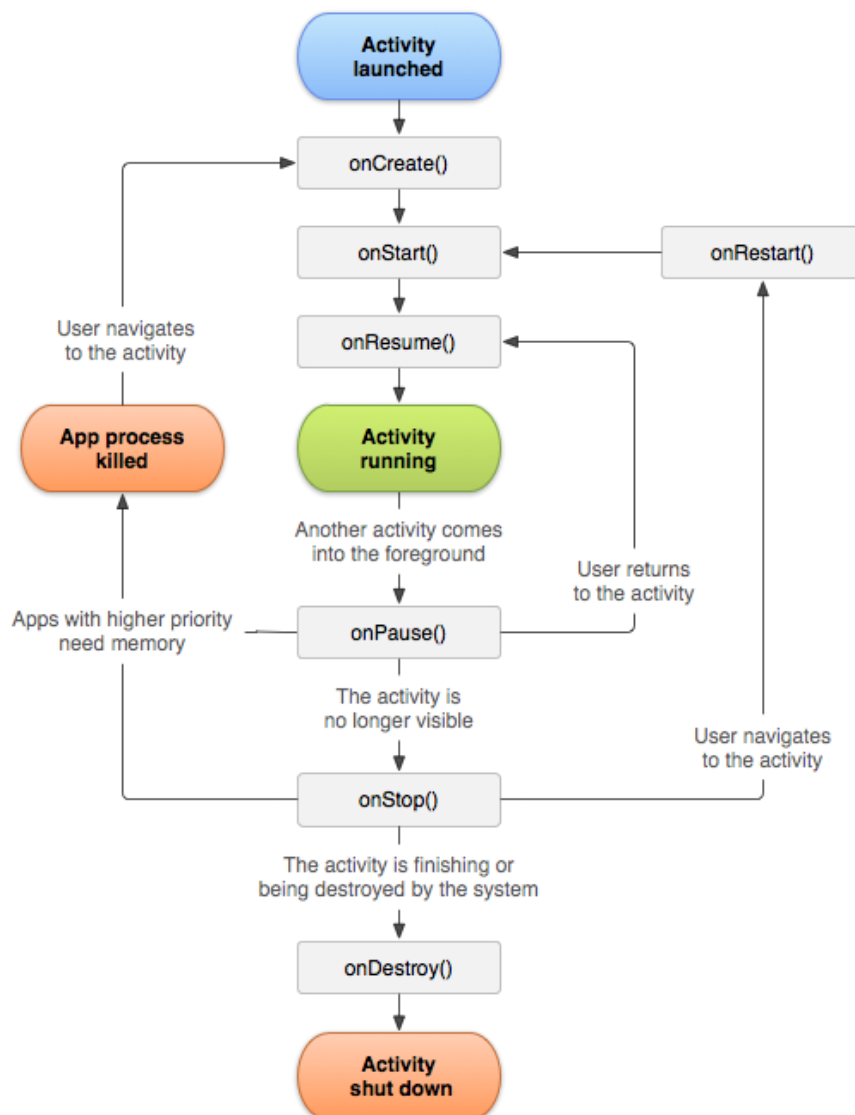 Activity
launched
onCreate()
onStart()
onRestart()
User navigates
to the activity
onResume()
App process
killed
Activity
running
Another activity comes
into the foreground
User returns
to the activity
Apps with higher priority
need memory
onPause()
The activity is
no longer visible
User navigates
to the activity
onStop()
The activity is finishing or
being destroyed by the system
onDestroy()
Activity
shut down